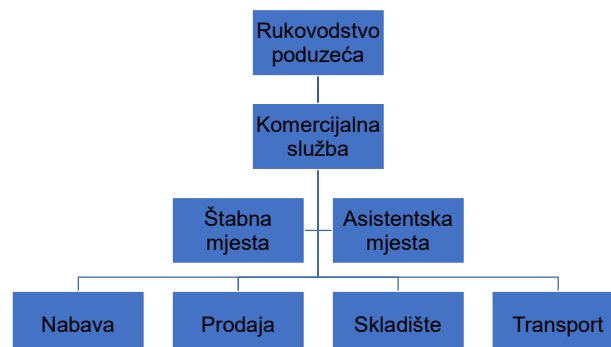 Rukovodstvo
poduzeća
Komercijalna
služba
Štabna
mjesta
Asistentska
mjesta
Nabava
Prodaja
Skladište
Transport